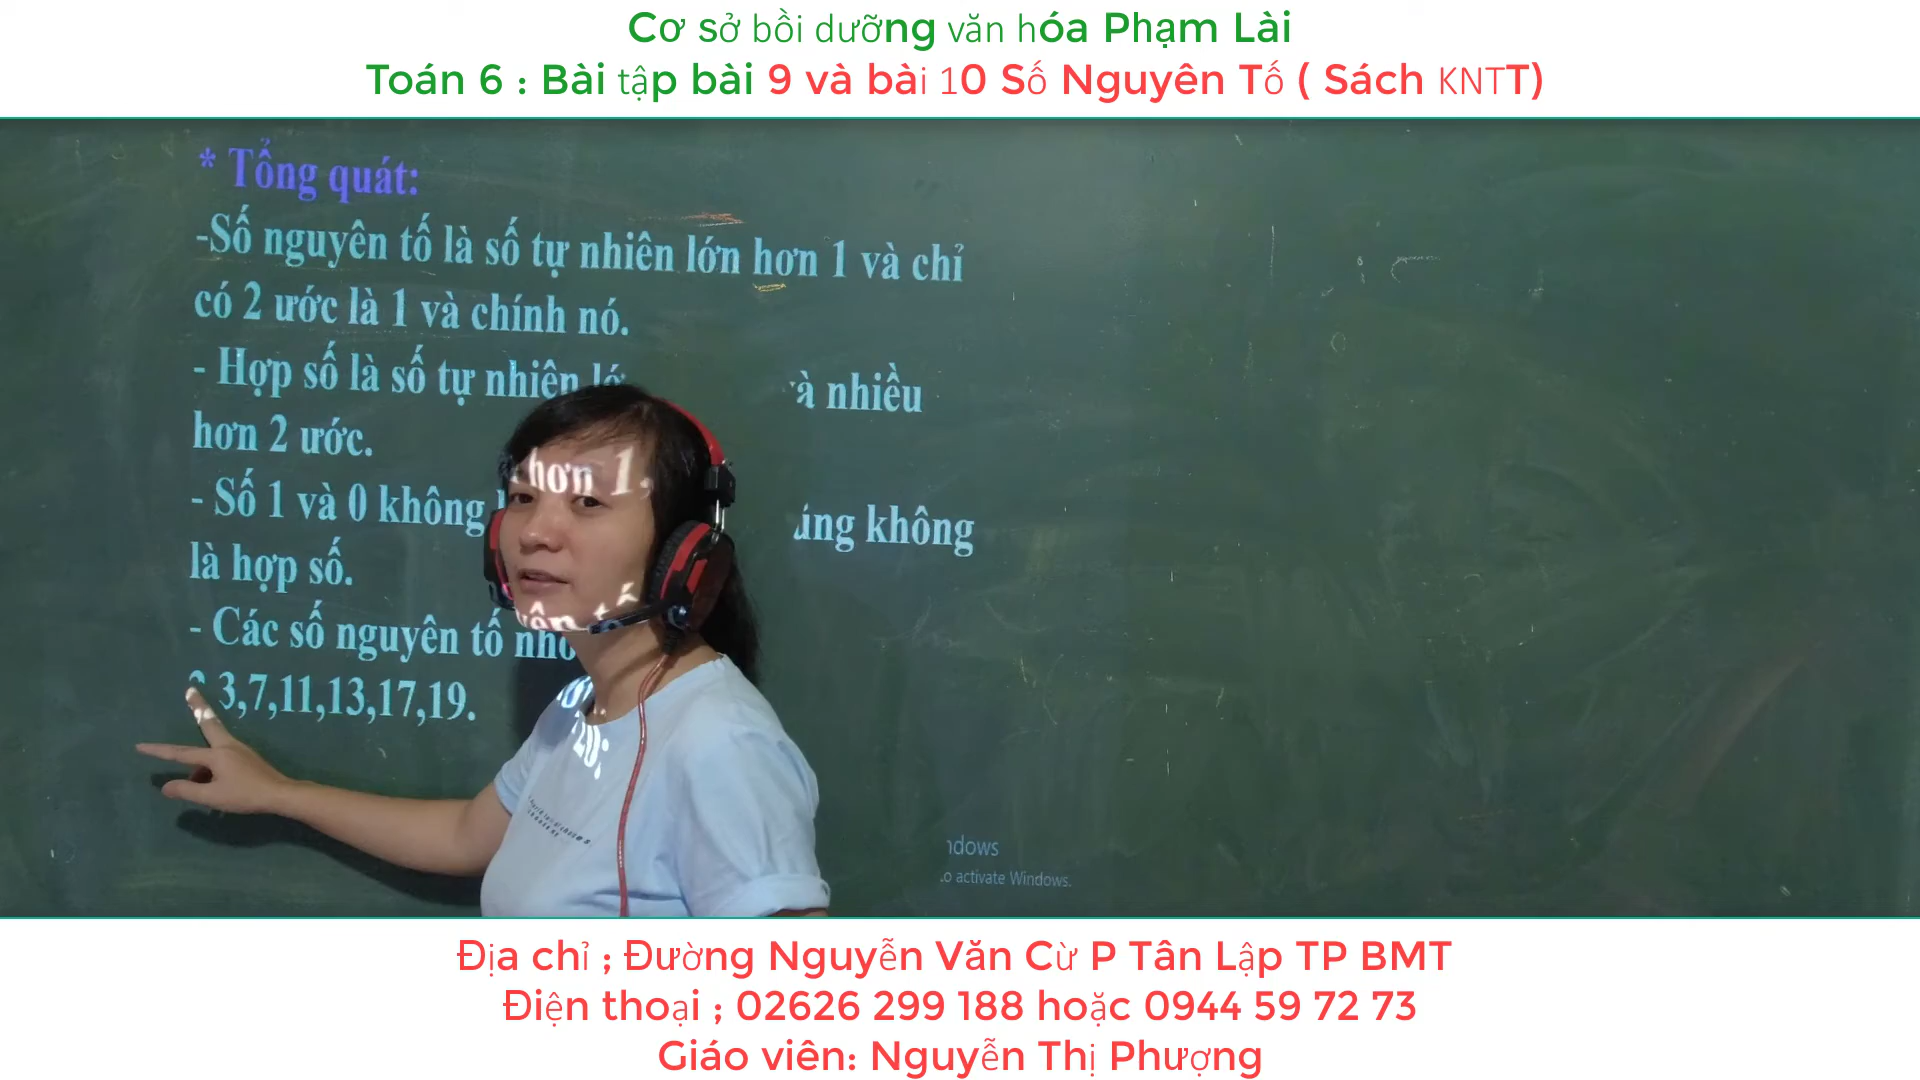 Cơ sở bồi dưỡng văn hóa Phạm Lài
Toán 6 : Bài tập bài 9 và bài 10 Số Nguyên Tố ( Sách KNTT)
* Tổng quát:
-Số nguyên tố là số tự nhiên lớn hơn 1 và chỉ
có 2 ước là 1 và chính nó.
- Hợp số là số tự nhiên hơn 1, nhiều
hơn 2 ước.
- Số 1 và 0 không không
là hợp số.
- Các số nguyên tố
3,7,11,13,17,19. 20:
activate Windows.
Địa chỉ ; Đường Nguyễn Văn Cừ P Tân Lập TP BMT
Điện thoại ; 02626 299 188 hoặc 0944 59 72 73
Giáo viên: Nguyễn Thị Phượng